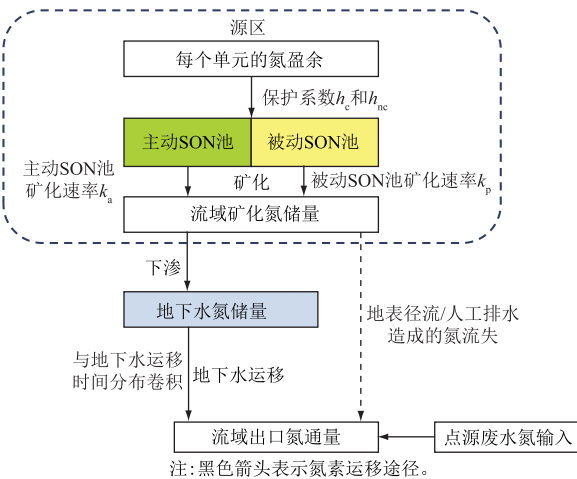 源区
每个单元的氮盈余
保护系数hc和hnc
主动SON池
被动SON池
主动SON池
矿化速率ka
矿化
被动SON池矿化速率kp
流域矿化氮储量
下渗
地下水氮储量
地表径流/人工排水
造成的氮流失
与地下水运移
时间分布卷积
地下水运移
流域出口氮通量
点源废水氮输入
注:黑色箭头表示氮素运移途径。